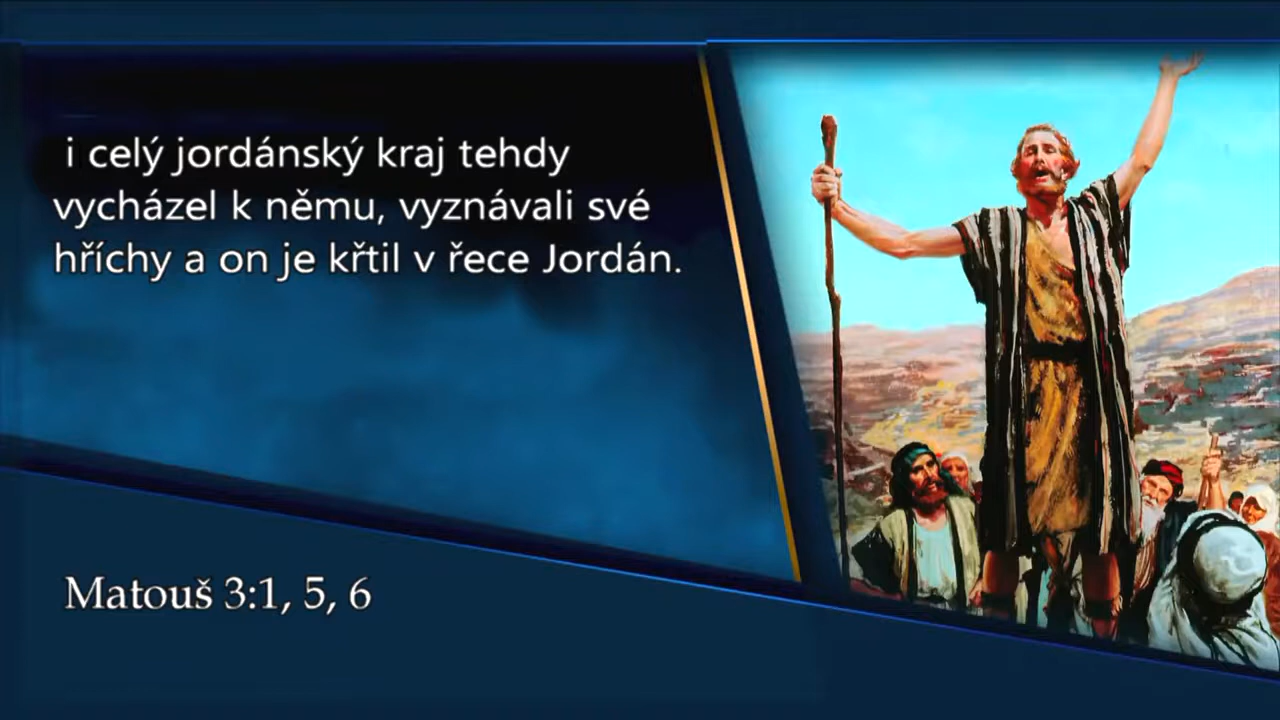 i celý jordánský kraj tehdy
vycházel k němu, vyznávali své
hříchy a on je křtil v řece Jordán.
Matouš 3:1, 5, 6